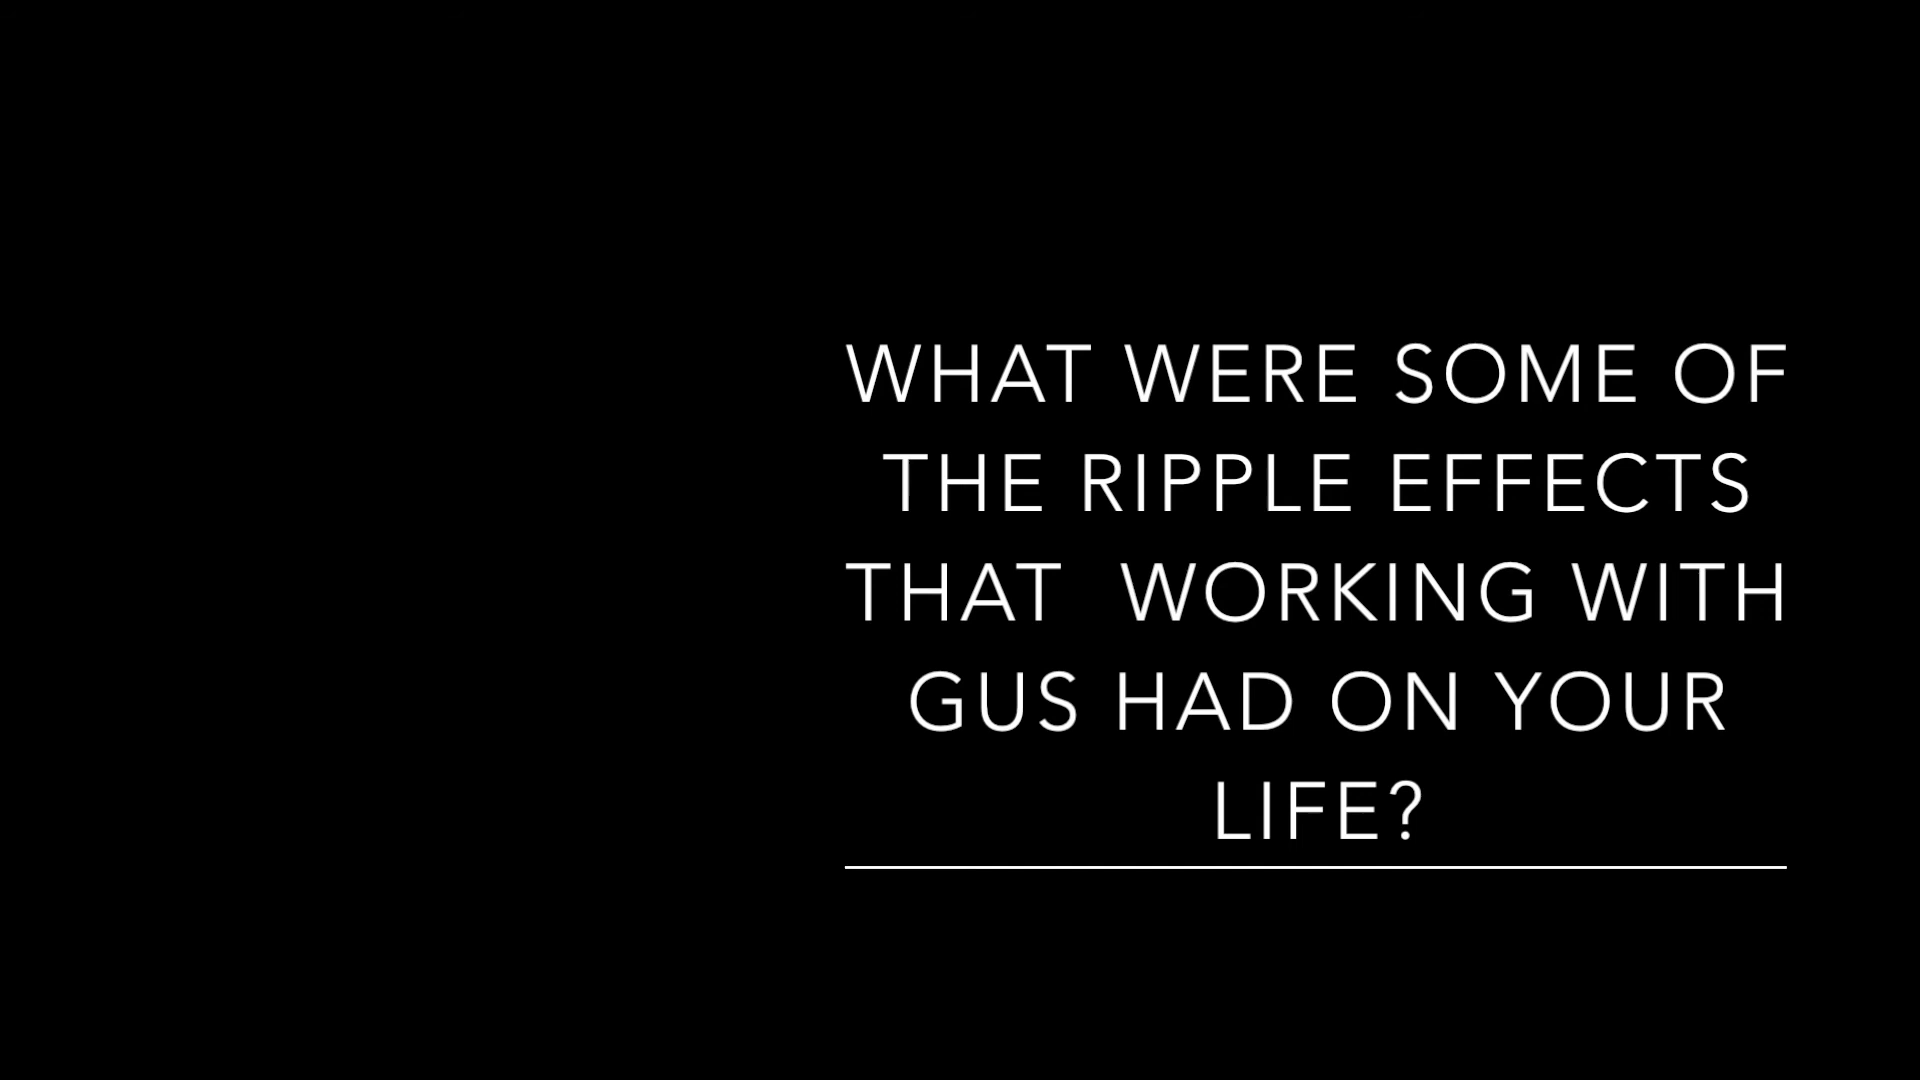 WHAT WERE SOME OF
THE RIPPLE EFFECTS
THAT  WORKING WITH
GUS HAD ON YOUR
LIFE?